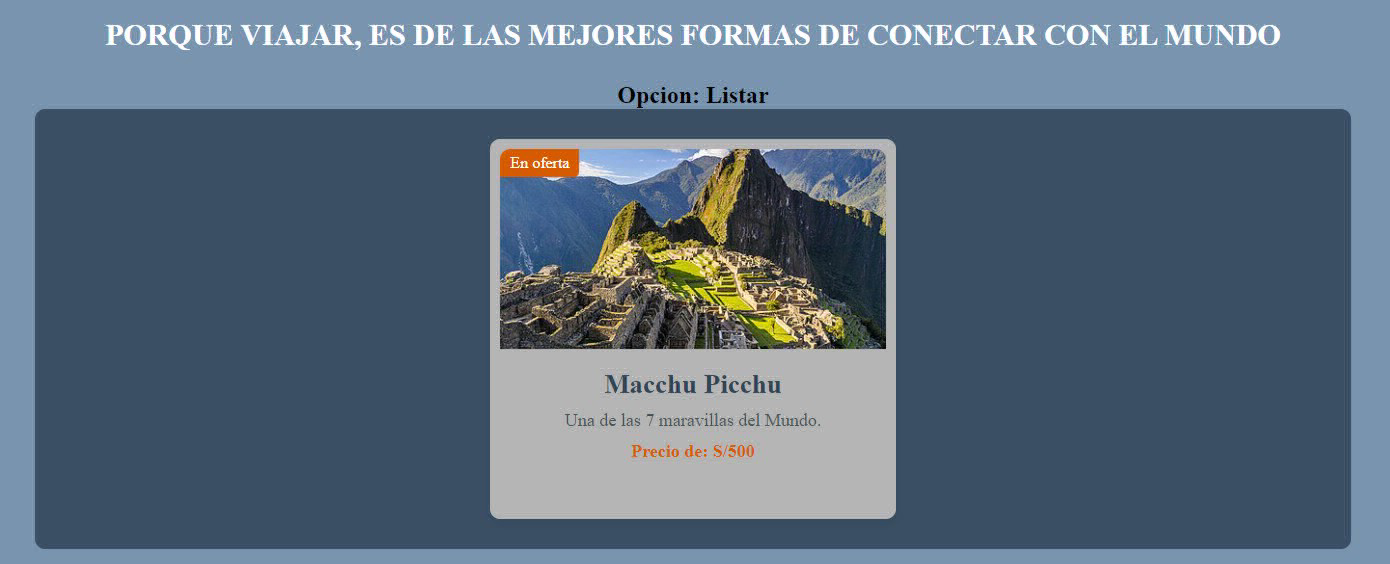 PORQUE VIAJAR, ES DE LAS MEJORES FORMAS DE CONECTAR CON EL MUNDO
Opcion: Listar
En oferta
Macchu Picchu
Una de las 7 maravillas del Mundo.
Precio de: S/500